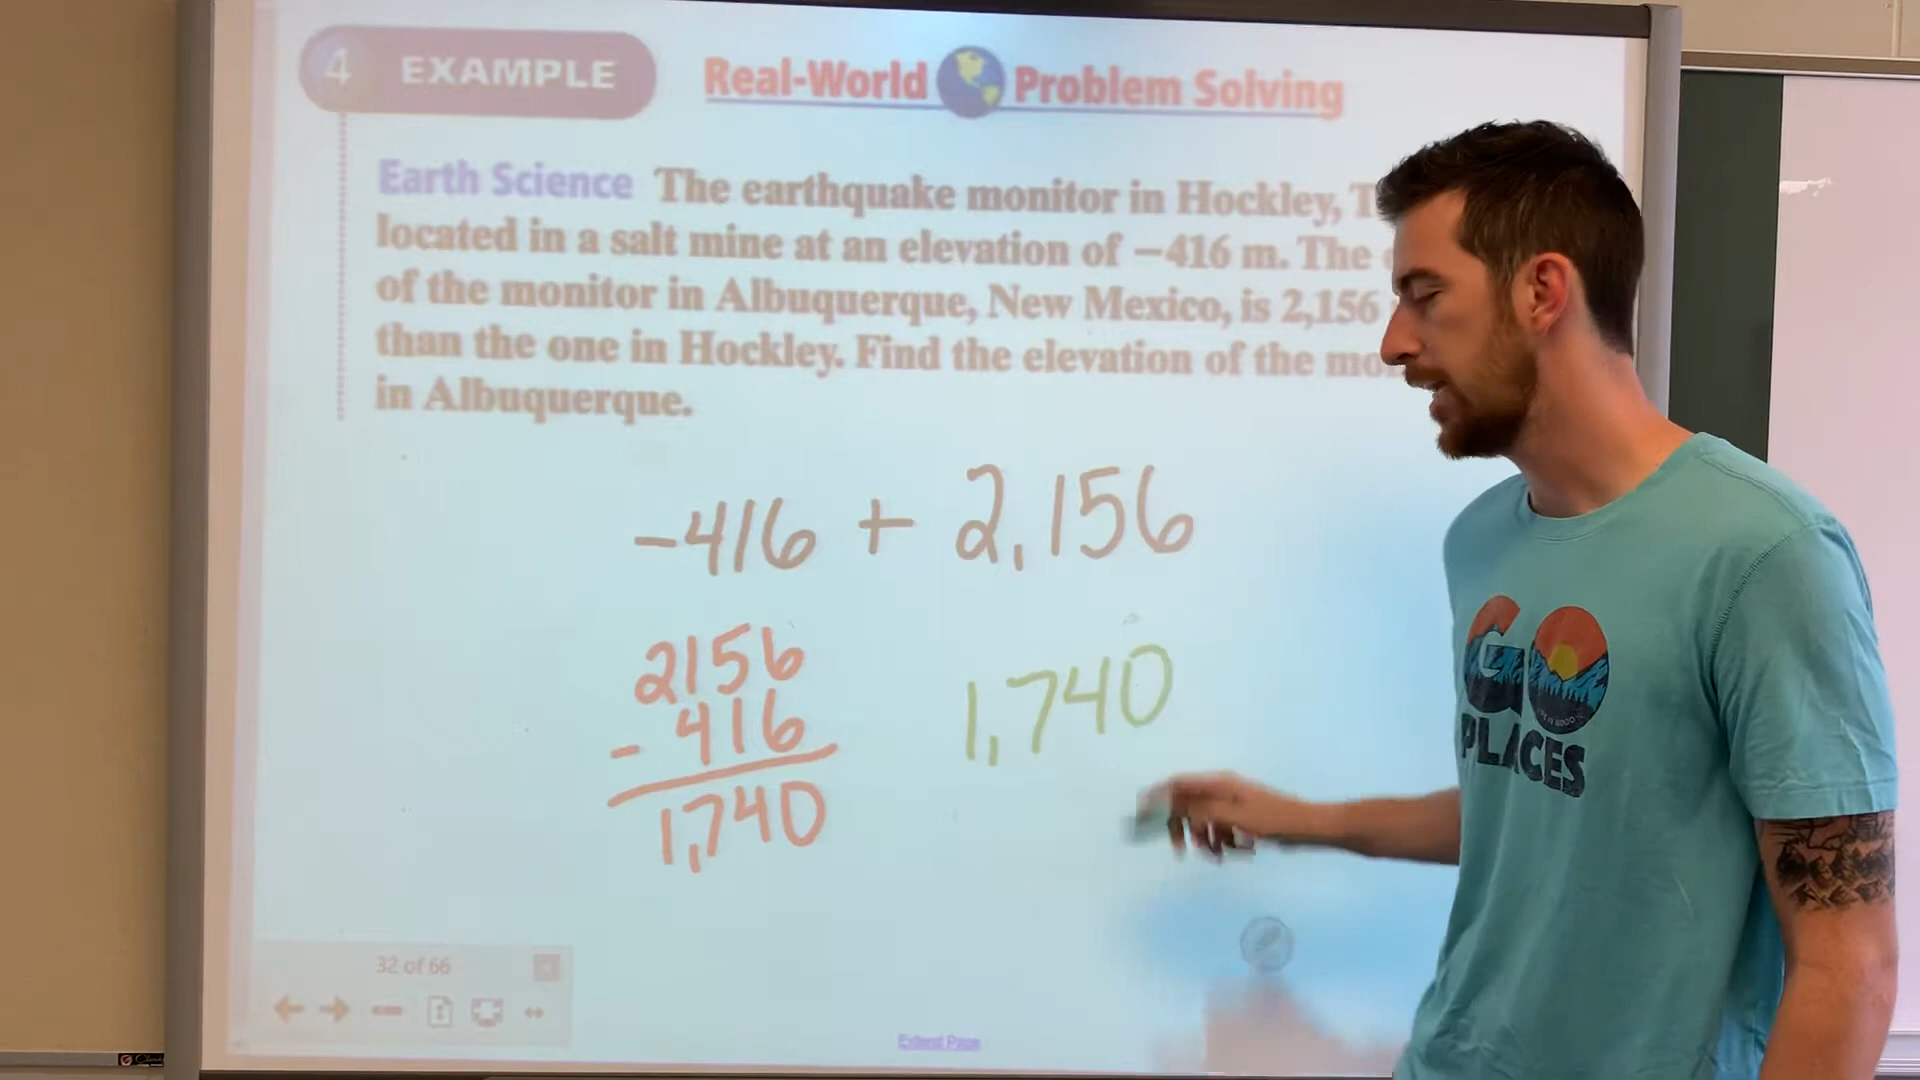 4 EXAMPLE Real-World Problem Solving
Earth Science The earthquake monitor in Hockley,
located in a salt mine at an elevation of −416 m. The
of the monitor in Albuquerque, New Mexico, is 2,156
than the one in Hockley. Find the elevation of the
in Albuquerque.
-416 + 2,156
2156
- 416
1,740
1,740
GO
PLACES
32 of 66
Extend Page